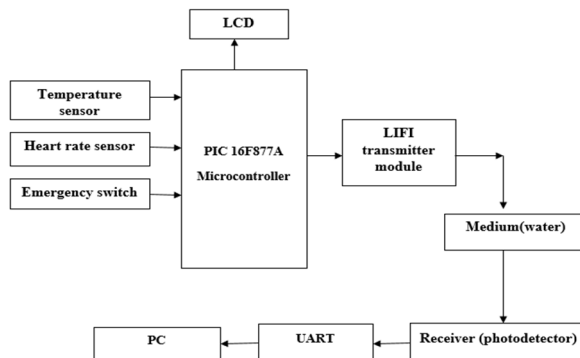 LCD
Temperature
sensor
Heart rate sensor
Emergency switch
PIC 16F877A
Microcontroller
LIFI
transmitter
module
Medium(water)
Receiver (photodetector)
UART
PC